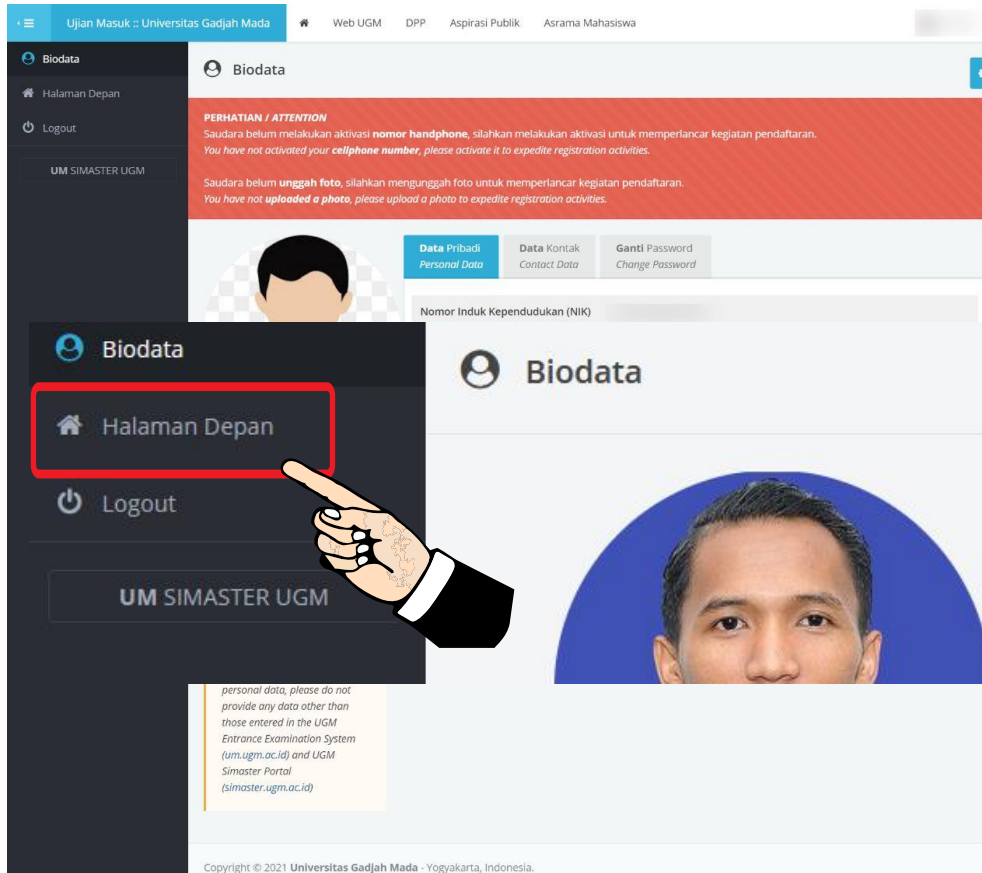 Ujian Masuk :: Universitas Gadjah Mada
Web UGM
DPP
Aspirasi Publik
Asrama Mahasiswa
Biodata
Halaman Depan
Logout
UM SIMASTER UGM
Biodata
PERHATIAN / ATTENTION
Saudara belum melakukan aktivasi nomor handphone, silahkan melakukan aktivasi untuk memperlancar kegiatan pendaftaran.
You have not activated your cellphone number, please activate it to expedite registration activities.
Saudara belum unggah foto, silahkan mengunggah foto untuk memperlancar kegiatan pendaftaran.
You have not uploaded a photo, please upload a photo to expedite registration activities.
Data Pribadi
Personal Data
Data Kontak
Contact Data
Ganti Password
Change Password
Nomor Induk Kependudukan (NIK)
Biodata
Halaman Depan
Logout
UM SIMASTER UGM
Biodata
personal data, please do not
provide any data other than
those entered in the UGM
Entrance Examination System
(um.ugm.ac.id) and UGM
Simaster Portal
(simaster.ugm.ac.id)
Copyright © 2021 Universitas Gadjah Mada - Yogyakarta, Indonesia.